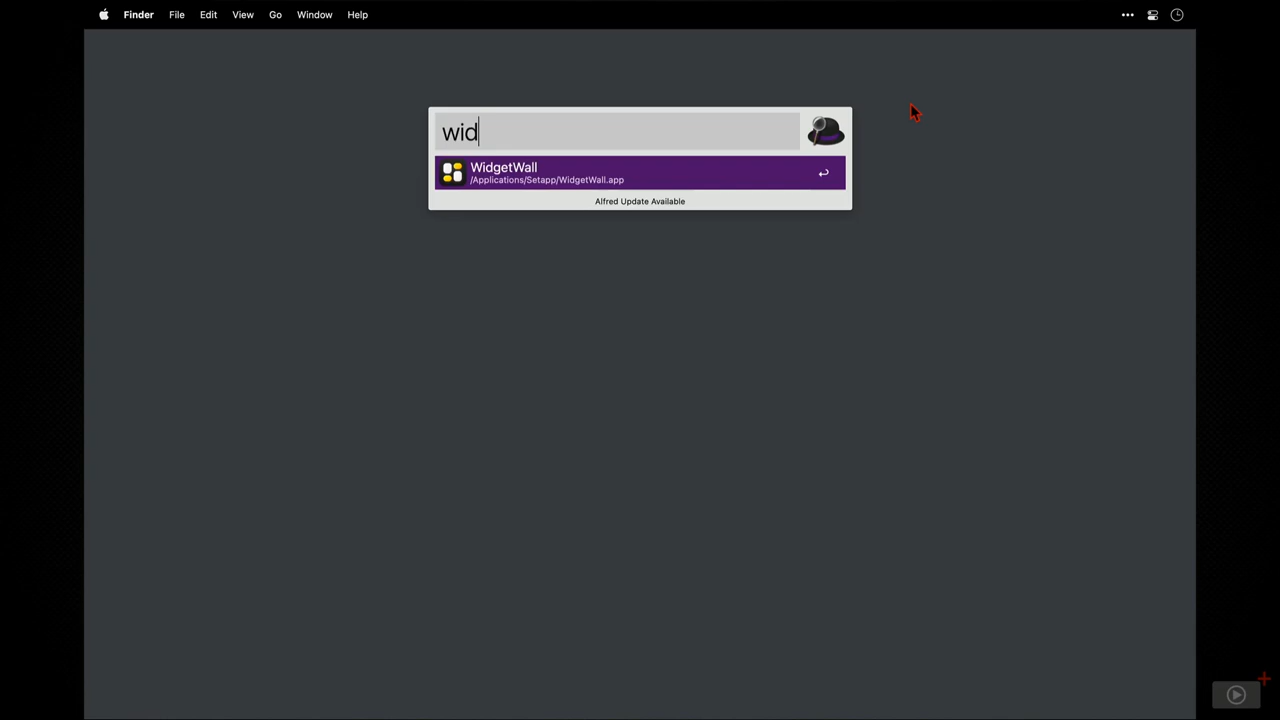 Finder File Edit View Go Window Help
wid
WidgetWall
/Applications/Setapp/WidgetWall.app
Alfred Update Available